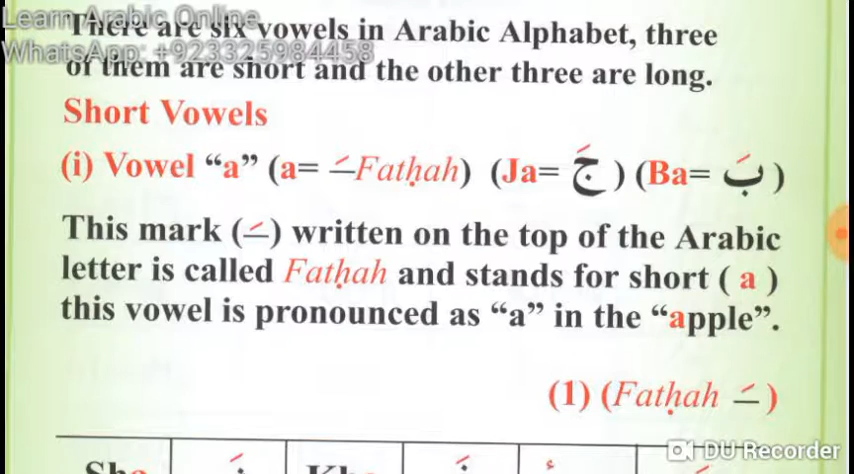 Learn Arabic Online
WhatsApp: +923325984458
There are six vowels in Arabic Alphabet, three
of them are short and the other three are long.
Short Vowels
(i) Vowel “a” (a= ـَـ Fatḥah) (Ja= جَ ) (Ba= بَ )
This mark (ـَـ) written on the top of the Arabic
letter is called Fatḥah and stands for short ( a )
this vowel is pronounced as “a” in the “apple”.
(1) (Fatḥah ـَـ )
DU Recorder